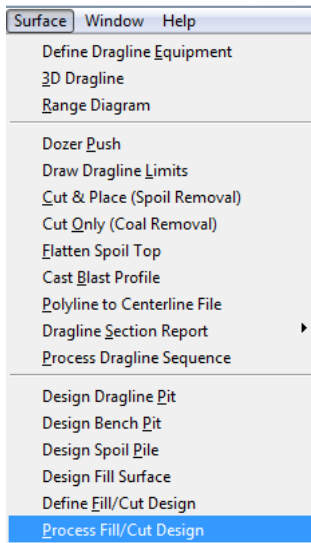 Surface Window Help
Define Dragline Equipment
3D Dragline
Range Diagram
Dozer Push
Draw Dragline Limits
Cut & Place (Spoil Removal)
Cut Only (Coal Removal)
Flatten Spoil Top
Cast Blast Profile
Polyline to Centerline File
Dragline Section Report
Process Dragline Sequence
Design Dragline Pit
Design Bench Pit
Design Spoil Pile
Design Fill Surface
Define Fill/Cut Design
Process Fill/Cut Design